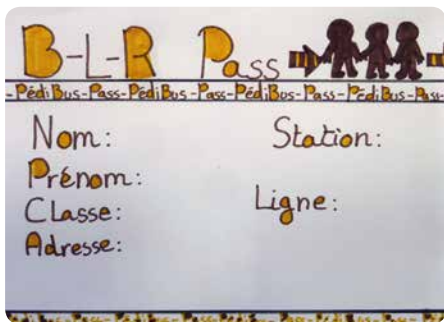 B-L-R Pass
-PédiBus-Pass-PédiBus-Pass-PédiBus-Pass-PédiBus-Pass-
Nom:
Station:
Prénom:
Ligne:
Classe:
Adresse: